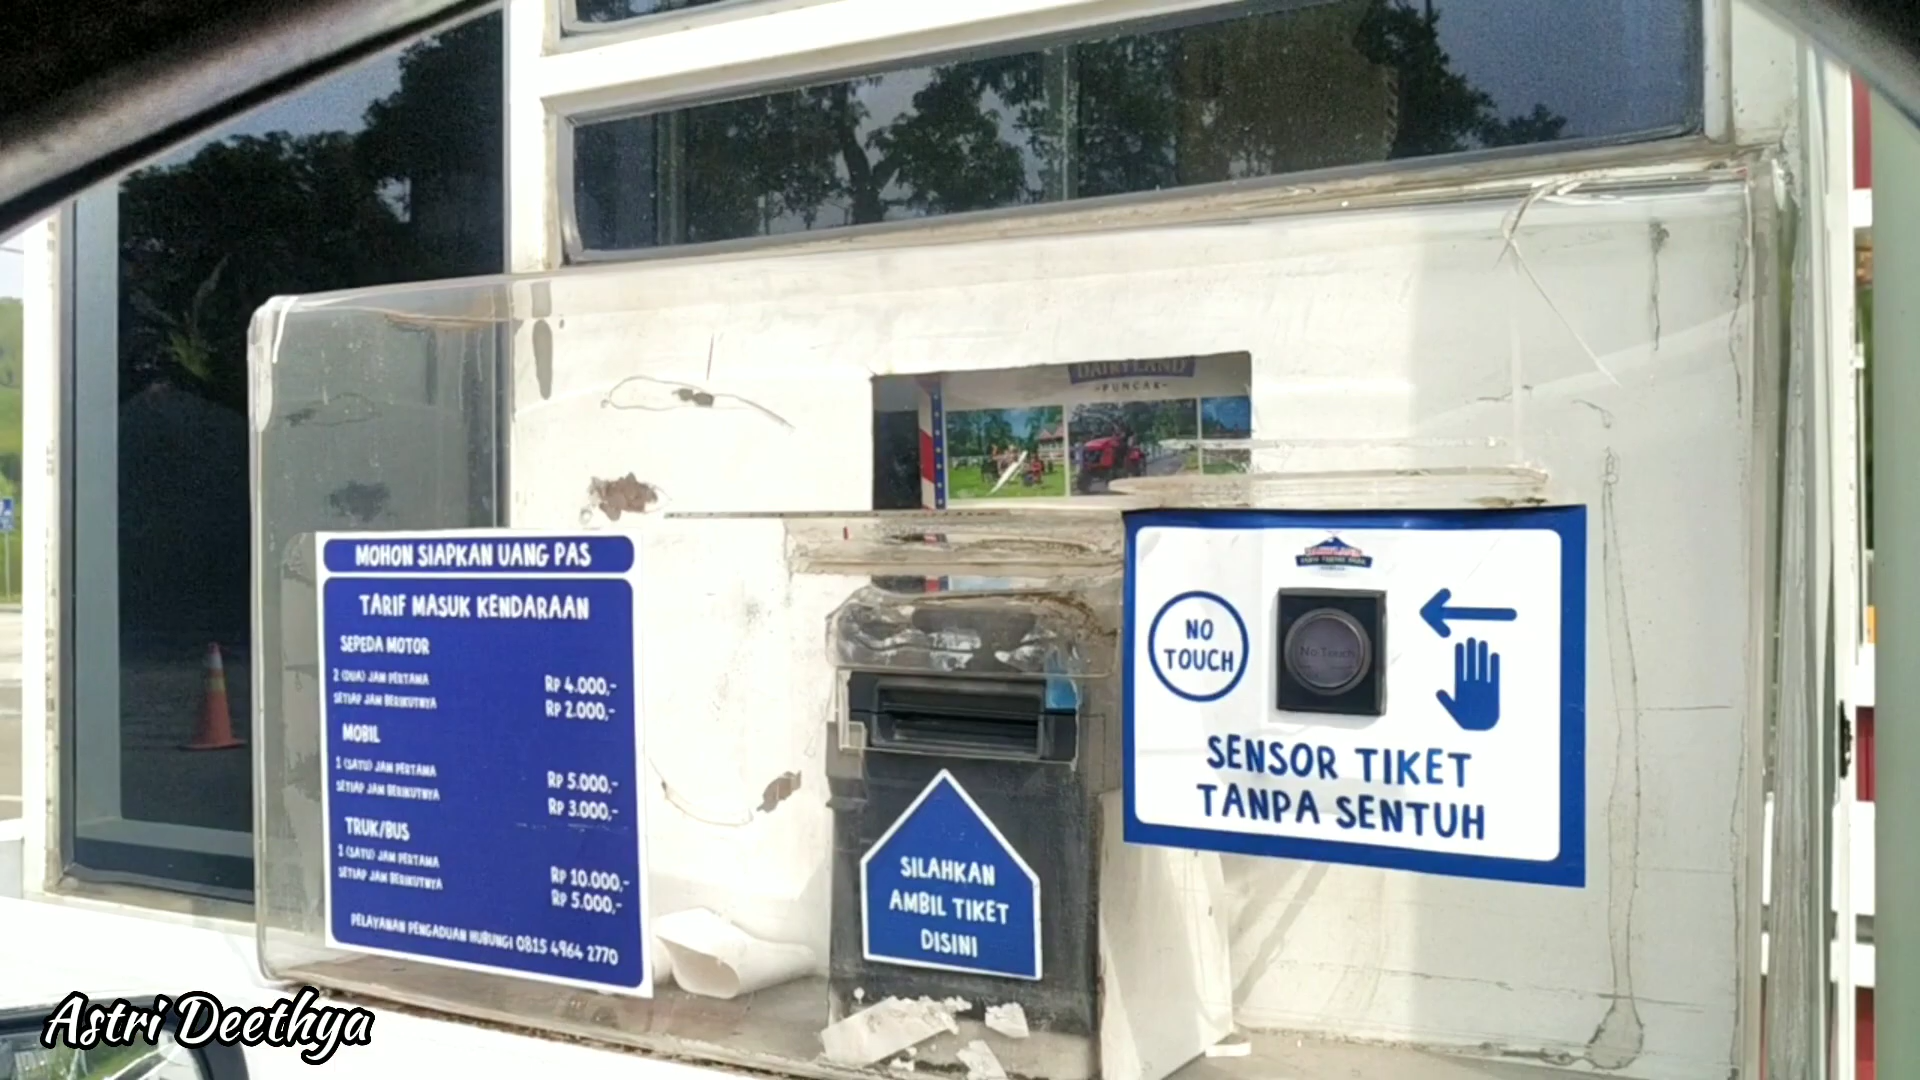 DAIRYLAND
-PUNCAK-
MOHON SIAPKAN UANG PAS
TARIF MASUK KENDARAAN
SEPEDA MOTOR
2 (DUA) JAM PERTAMA Rp 4.000,-
SETIAP JAM BERIKUTNYA Rp 2.000,-
MOBIL
1 (SATU) JAM PERTAMA Rp 5.000,-
SETIAP JAM BERIKUTNYA Rp 3.000,-
TRUK/BUS
1 (SATU) JAM PERTAMA Rp 10.000,-
SETIAP JAM BERIKUTNYA Rp 5.000,-
PELAYANAN PENGADUAN HUBUNGI 0815 4964 2770
SILAHKAN
AMBIL TIKET
DISINI
NO
TOUCH
No Touch
SENSOR TIKET
TANPA SENTUH
Astri Deethya